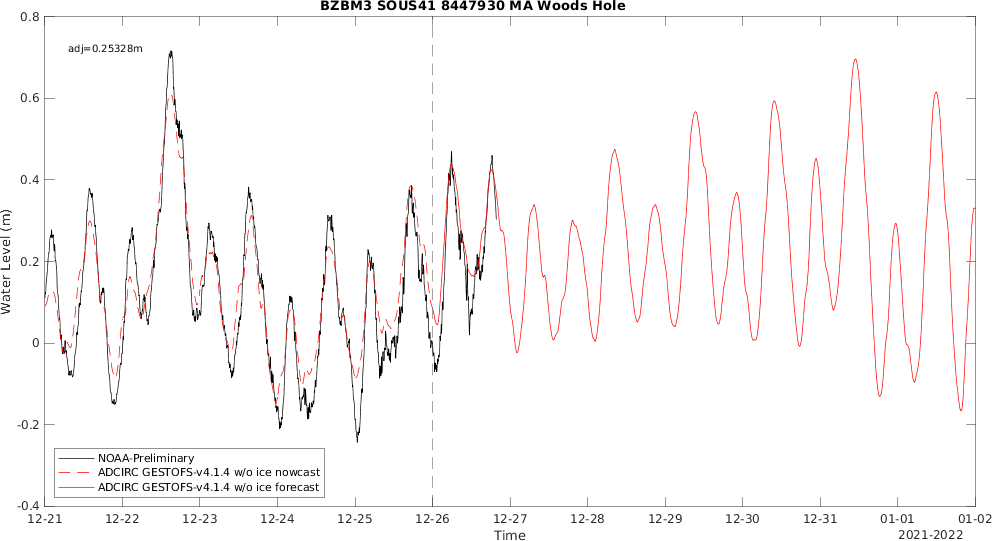 BZBM3 SOUS41 8447930 MA Woods Hole
adj=0.25328m
Water Level (m)
0.8
0.6
0.4
0.2
0
-0.2
-0.4
NOAA-Preliminary
ADCIRC GESTOFS-v4.1.4 w/o ice nowcast
ADCIRC GESTOFS-v4.1.4 w/o ice forecast
12-21 12-22 12-23 12-24 12-25 12-26 12-27 12-28 12-29 12-30 12-31 01-01 01-02
Time
2021-2022